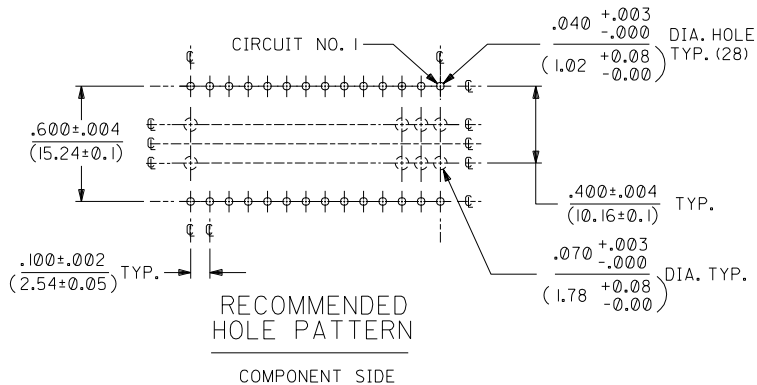 CIRCUIT NO. 1
.040 +.003 -.000
(1.02 +0.08 -0.00)
DIA. HOLE
TYP. (28)
℄ ℄
℄
.600±.004
(15.24±0.1)
℄ ℄
℄ ℄
℄ ℄
℄
.400±.004
(10.16±0.1)
TYP.
℄ ℄
.100±.002
(2.54±0.05)
TYP.
.070 +.003 -.000
(1.78 +0.08 -0.00)
DIA. TYP.
RECOMMENDED
HOLE PATTERN
COMPONENT SIDE